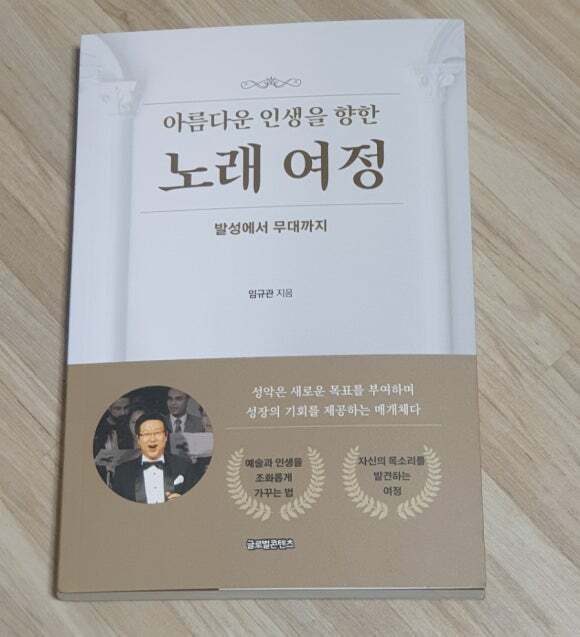 아름다운 인생을 향한
노래 여정
발성에서 무대까지
임규관 지음
성악은 새로운 목표를 부여하며
성장의 기회를 제공하는 매개체다
예술과 인생을
조화롭게
가꾸는 법
자신의 목소리를
발견하는
여정
글로벌콘텐츠